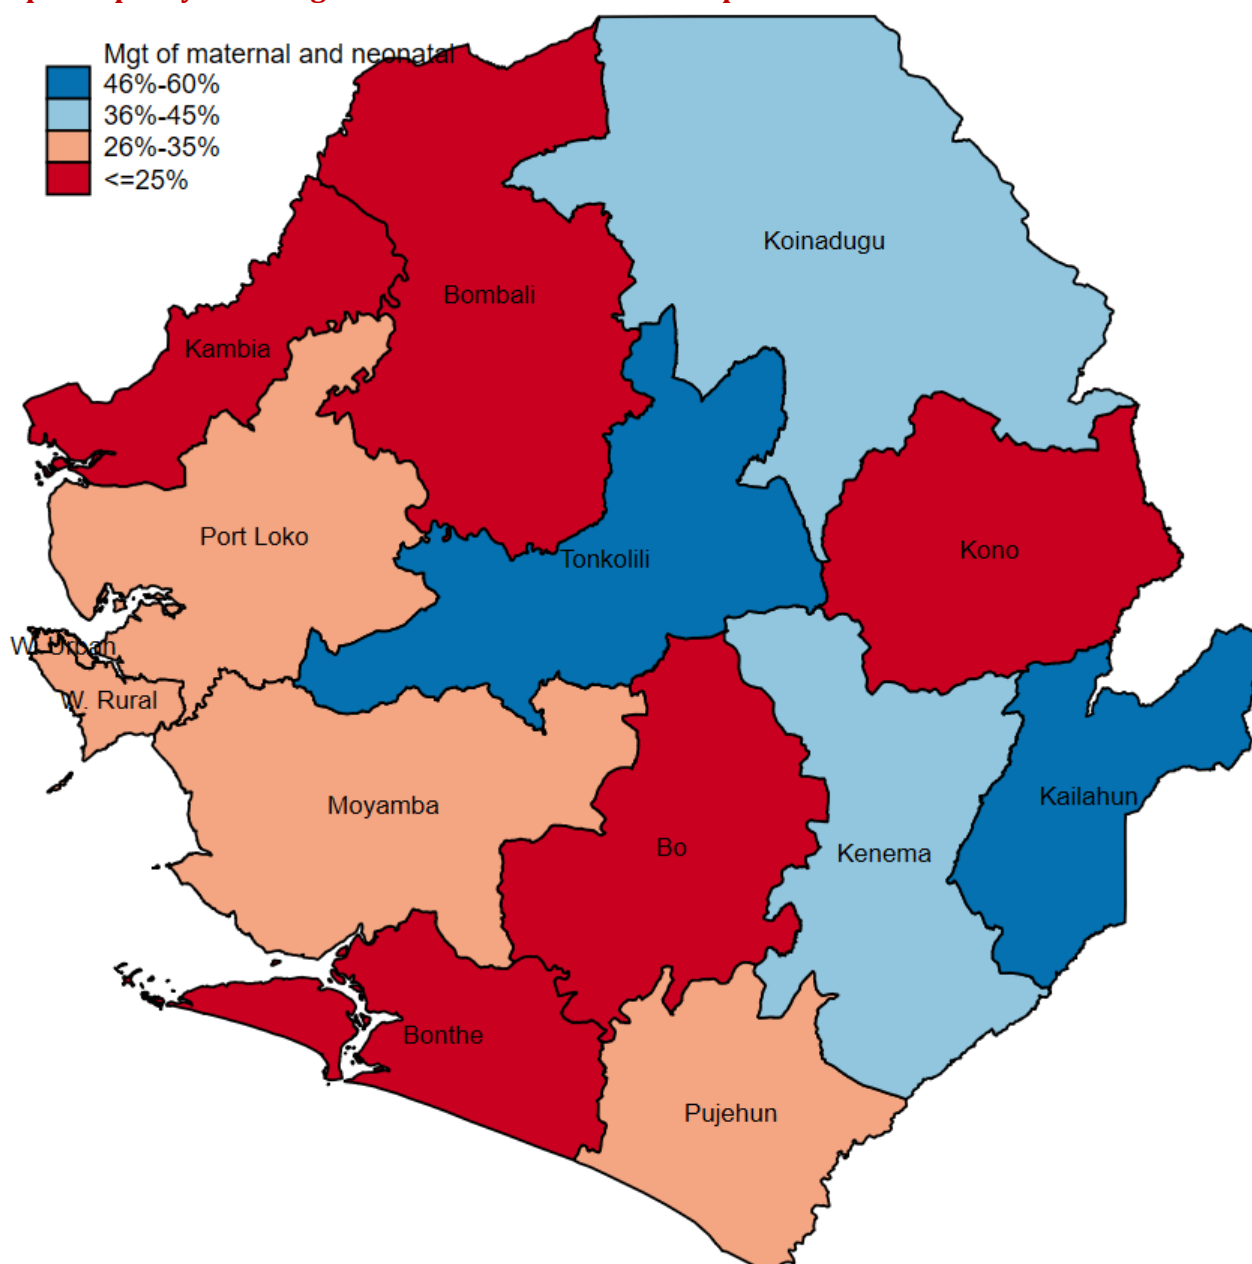 Mgt of maternal and neonatal
46%-60%
36%-45%
26%-35%
<=25%
Koinadugu
Bombali
Kambia
Port Loko
Tonkolili
Kono
W. Urban
W. Rural
Moyamba
Kailahun
Bo
Kenema
Bonthe
Pujehun